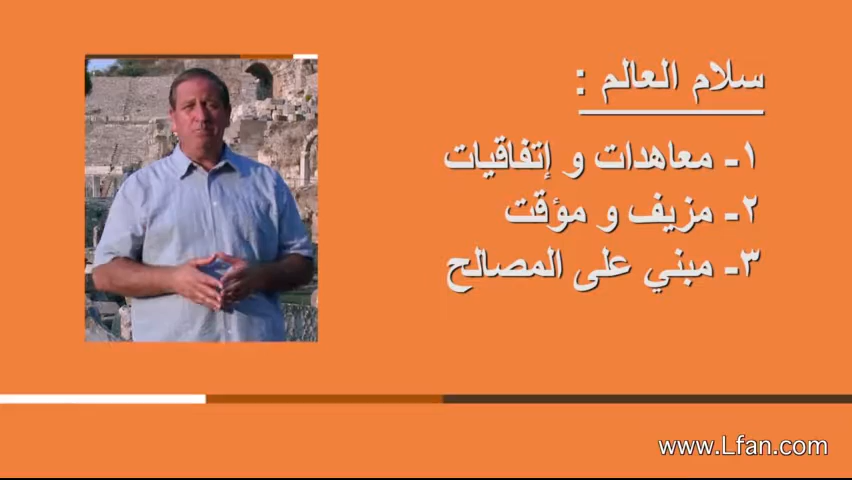 سلام العالم :
١- معاهدات و إتفاقيات
٢- مزيف و مؤقت
٣- مبني على المصالح
www.Lfan.com